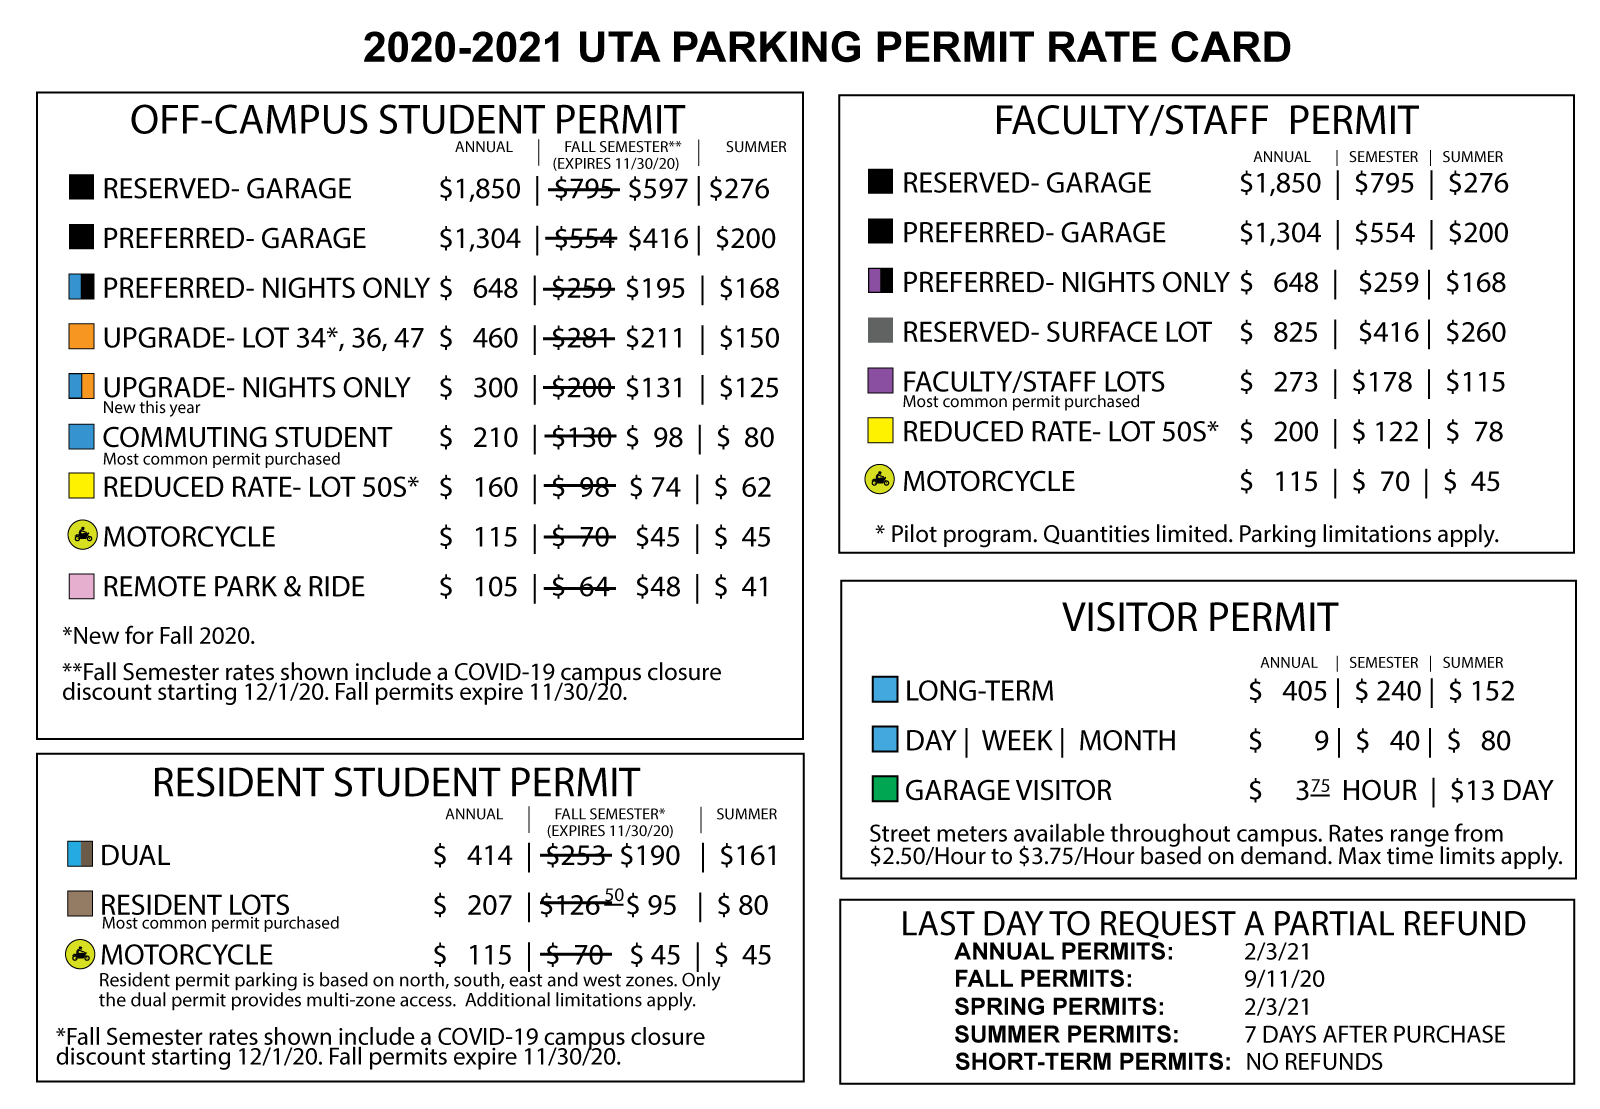 2020-2021 UTA PARKING PERMIT RATE CARD
OFF-CAMPUS STUDENT PERMIT
ANNUAL | FALL SEMESTER** | SUMMER
(EXPIRES 11/30/20)
RESERVED- GARAGE $1,850 | $795 $597 | $276
PREFERRED- GARAGE $1,304 | $554 $416 | $200
PREFERRED- NIGHTS ONLY $ 648 | $259 $195 | $168
UPGRADE- LOT 34*, 36, 47 $ 460 | $281 $211 | $150
UPGRADE- NIGHTS ONLY $ 300 | $200 $131 | $125
New this year
COMMUTING STUDENT $ 210 | $130 $ 98 | $ 80
Most common permit purchased
REDUCED RATE- LOT 50S* $ 160 | $ 98 $ 74 | $ 62
MOTORCYCLE $ 115 | $ 70 $45 | $ 45
REMOTE PARK & RIDE $ 105 | $ 64 $48 | $ 41
*New for Fall 2020.
**Fall Semester rates shown include a COVID-19 campus closure
discount starting 12/1/20. Fall permits expire 11/30/20.
RESIDENT STUDENT PERMIT
ANNUAL | FALL SEMESTER* | SUMMER
(EXPIRES 11/30/20)
DUAL $ 414 | $253 $190 | $161
RESIDENT LOTS $ 207 | $126 50 $ 95 | $ 80
Most common permit purchased
MOTORCYCLE $ 115 | $ 70 $ 45 | $ 45
Resident permit parking is based on north, south, east and west zones. Only
the dual permit provides multi-zone access. Additional limitations apply.
*Fall Semester rates shown include a COVID-19 campus closure
discount starting 12/1/20. Fall permits expire 11/30/20.
FACULTY/STAFF PERMIT
ANNUAL | SEMESTER | SUMMER
RESERVED- GARAGE $1,850 | $795 | $276
PREFERRED- GARAGE $1,304 | $554 | $200
PREFERRED- NIGHTS ONLY $ 648 | $259 | $168
RESERVED- SURFACE LOT $ 825 | $416 | $260
FACULTY/STAFF LOTS $ 273 | $178 | $115
Most common permit purchased
REDUCED RATE- LOT 50S* $ 200 | $ 122 | $ 78
MOTORCYCLE $ 115 | $ 70 | $ 45
* Pilot program. Quantities limited. Parking limitations apply.
VISITOR PERMIT
ANNUAL | SEMESTER | SUMMER
LONG-TERM $ 405 | $ 240 | $ 152
DAY | WEEK | MONTH $ 9 | $ 40 | $ 80
GARAGE VISITOR $ 3 75 HOUR | $13 DAY
Street meters available throughout campus. Rates range from
$2.50/Hour to $3.75/Hour based on demand. Max time limits apply.
LAST DAY TO REQUEST A PARTIAL REFUND
ANNUAL PERMITS: 2/3/21
FALL PERMITS: 9/11/20
SPRING PERMITS: 2/3/21
SUMMER PERMITS: 7 DAYS AFTER PURCHASE
SHORT-TERM PERMITS: NO REFUNDS